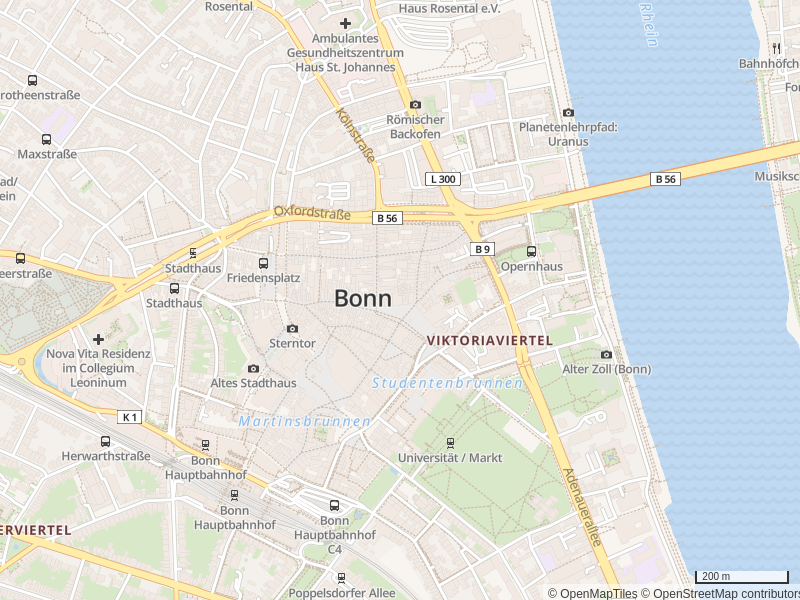 Rosental
Haus Rosental e.V.
Rhein
Ambulantes
Gesundheitszentrum
Haus St. Johannes
Bahnhöfch
For
rotheenstraße
Kölnstraße
Römischer
Backofen
Planetenlehrpfad:
Uranus
Maxstraße
L 300
B 56
Musiksc
ad/
ein
Oxfordstraße
B 56
B 9
Stadthaus
Friedensplatz
Opernhaus
eerstraße
Stadthaus
Bonn
Sterntor
VIKTORIAVIERTEL
Nova Vita Residenz
im Collegium
Leoninum
Altes Stadthaus
Studentenbrunnen
Alter Zoll (Bonn)
K 1
Martinsbrunnen
Herwarthstraße
Bonn
Hauptbahnhof
Universität / Markt
Adenauerallee
Bonn
Hauptbahnhof
Bonn
Hauptbahnhof
C4
ERVIERTEL
Poppelsdorfer Allee
200 m
© OpenMapTiles © OpenStreetMap contributors